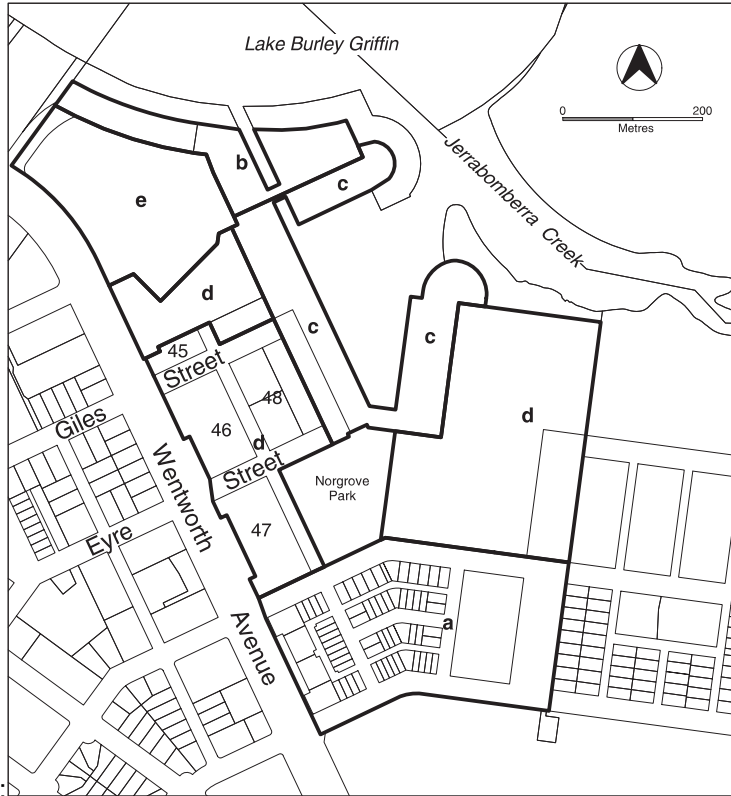 Lake Burley Griffin
0 200
Metres
Jerrabomberra Creek
b
c
e
d
c
c
45
Street
48
d
Giles
46
d
Street
Wentworth
Norgrove
Park
47
Eyre
Avenue
a
: